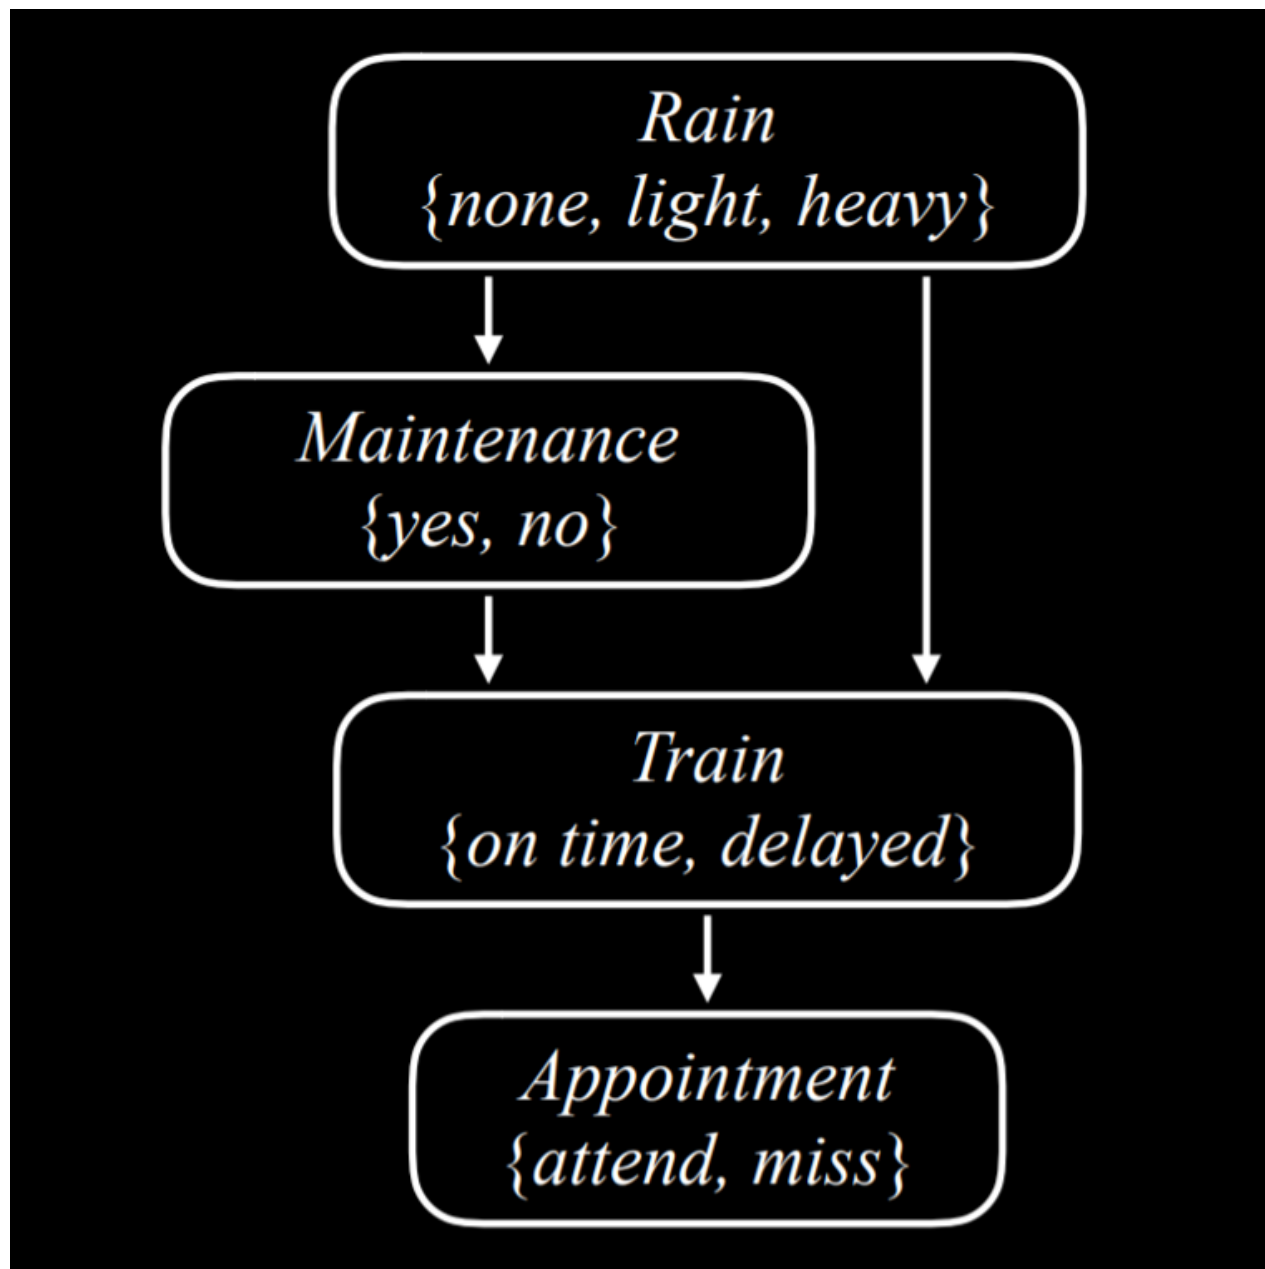 Rain
{none, light, heavy}
Maintenance
{yes, no}
Train
{on time, delayed}
Appointment
{attend, miss}